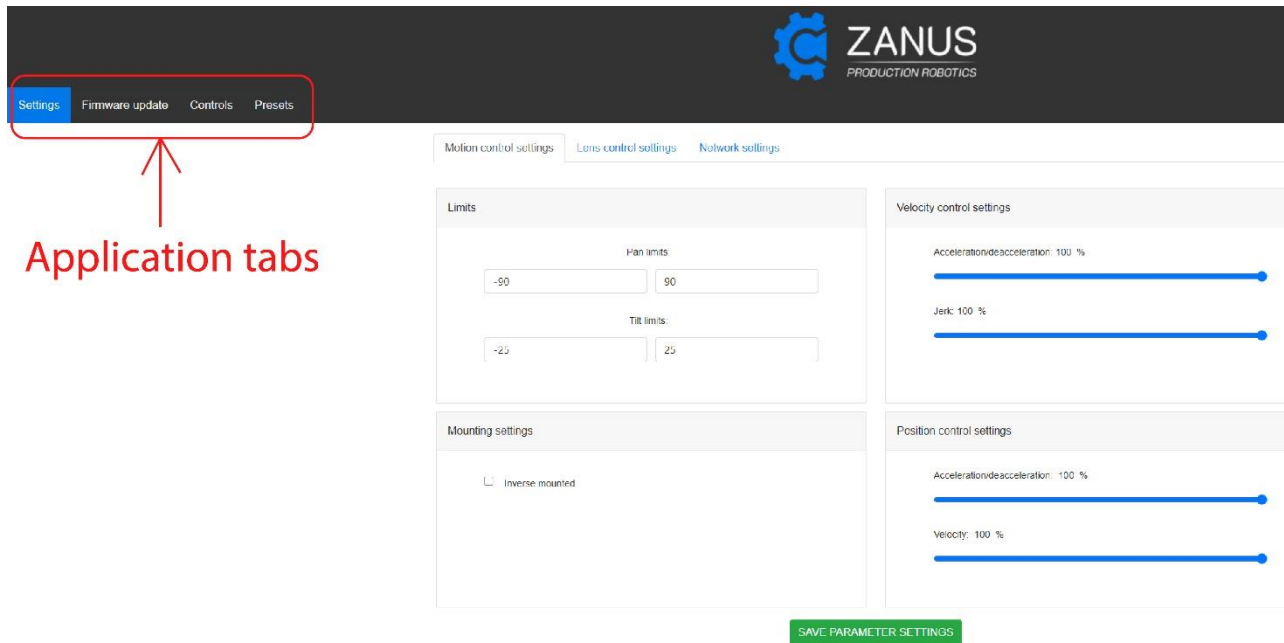 ZANUS
PRODUCTION ROBOTICS
Settings Firmware update Controls Presets
Application tabs
Motion control settings Lens control settings Network settings
Limits
Pan limits:
-90 90
Tilt limits:
-25 25
Velocity control settings
Acceleration/deacceleration: 100 %
Jerk: 100 %
Mounting settings
Inverse mounted
Position control settings
Acceleration/deacceleration: 100 %
Velocity: 100 %
SAVE PARAMETER SETTINGS